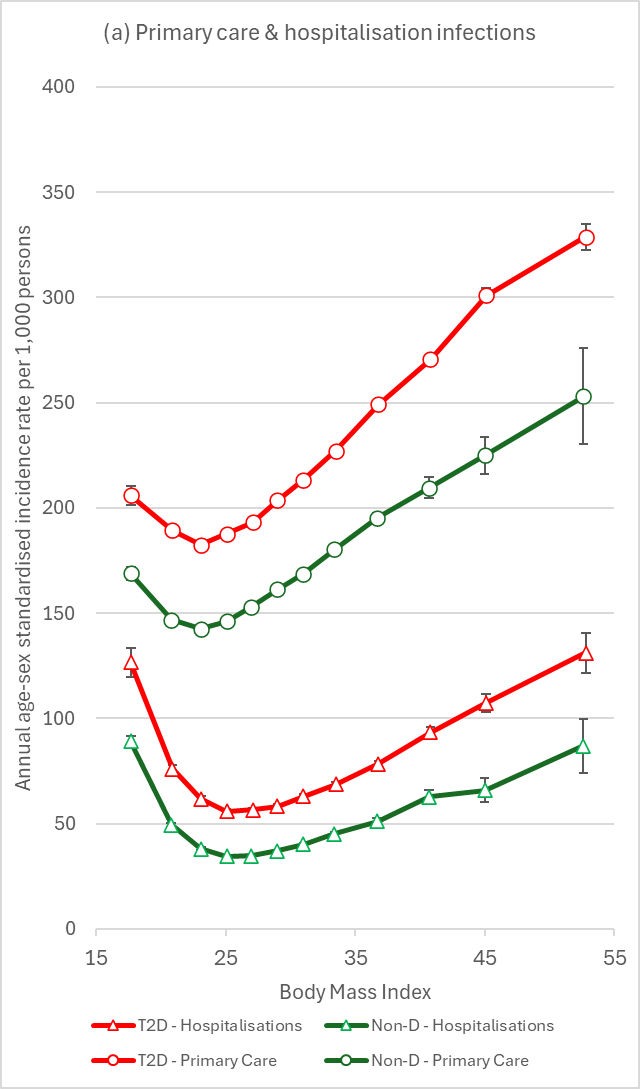 (a) Primary care & hospitalisation infections
Annual age-sex standardised incidence rate per 1,000 persons
400
350
300
250
200
150
100
50
0
15 25 35 45 55
Body Mass Index
T2D - Hospitalisations Non-D - Hospitalisations
T2D - Primary Care Non-D - Primary Care